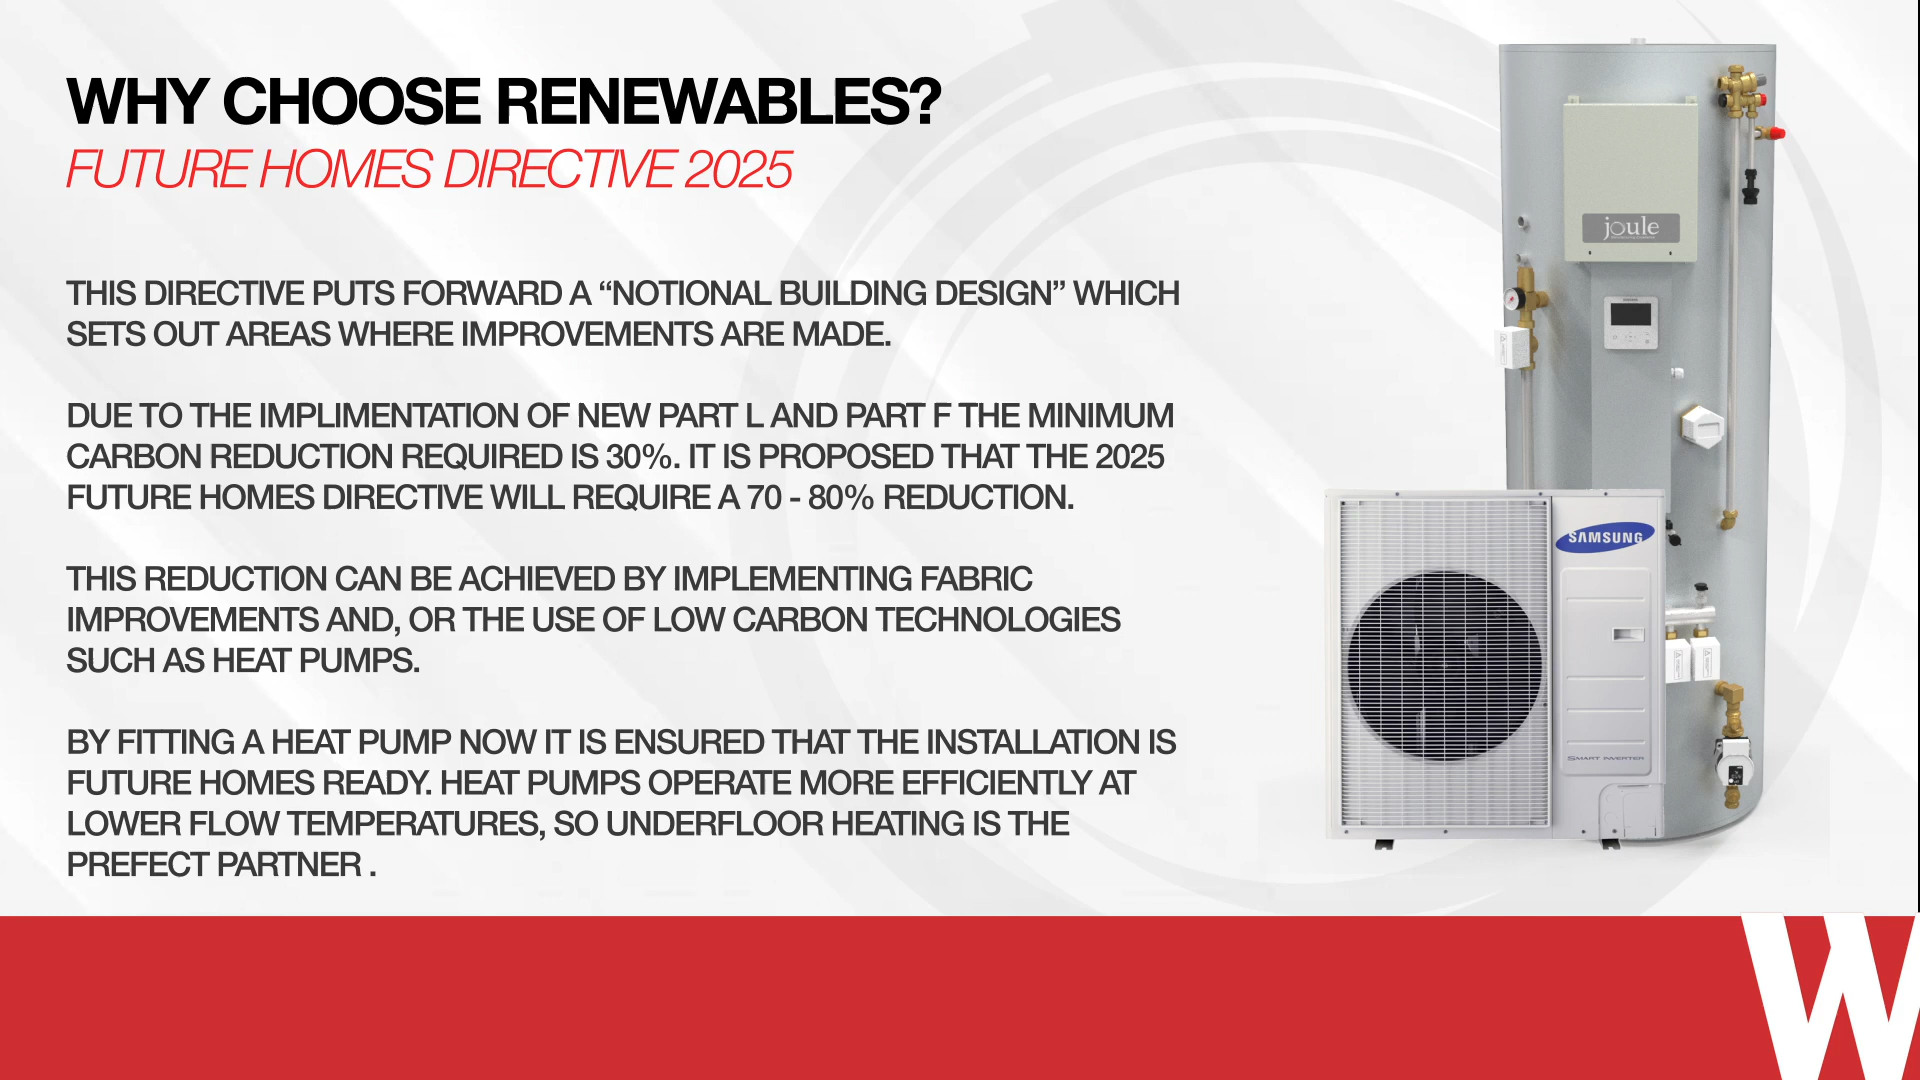 WHY CHOOSE RENEWABLES?
FUTURE HOMES DIRECTIVE 2025
THIS DIRECTIVE PUTS FORWARD A “NOTIONAL BUILDING DESIGN” WHICH
SETS OUT AREAS WHERE IMPROVEMENTS ARE MADE.
DUE TO THE IMPLIMENTATION OF NEW PART L AND PART F THE MINIMUM
CARBON REDUCTION REQUIRED IS 30%. IT IS PROPOSED THAT THE 2025
FUTURE HOMES DIRECTIVE WILL REQUIRE A 70 - 80% REDUCTION.
THIS REDUCTION CAN BE ACHIEVED BY IMPLEMENTING FABRIC
IMPROVEMENTS AND, OR THE USE OF LOW CARBON TECHNOLOGIES
SUCH AS HEAT PUMPS.
BY FITTING A HEAT PUMP NOW IT IS ENSURED THAT THE INSTALLATION IS
FUTURE HOMES READY. HEAT PUMPS OPERATE MORE EFFICIENTLY AT
LOWER FLOW TEMPERATURES, SO UNDERFLOOR HEATING IS THE
PREFECT PARTNER .
joule
SAMSUNG
SMART INVERTER
W